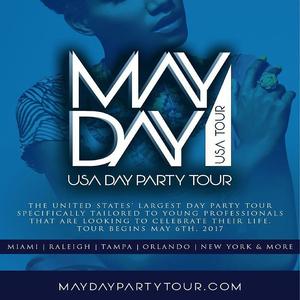 MAY
DAY
USA TOUR
USA DAY PARTY TOUR
THE UNITED STATES' LARGEST DAY PARTY TOUR
SPECIFICALLY TAILORED TO YOUNG PROFESSIONALS
THAT ARE LOOKING TO CELEBRATE THEIR LIFE.
TOUR BEGINS MAY 6TH, 2017
MIAMI | RALEIGH | TAMPA | ORLANDO | NEW YORK & MORE
MAYDAYPARTYTOUR.COM